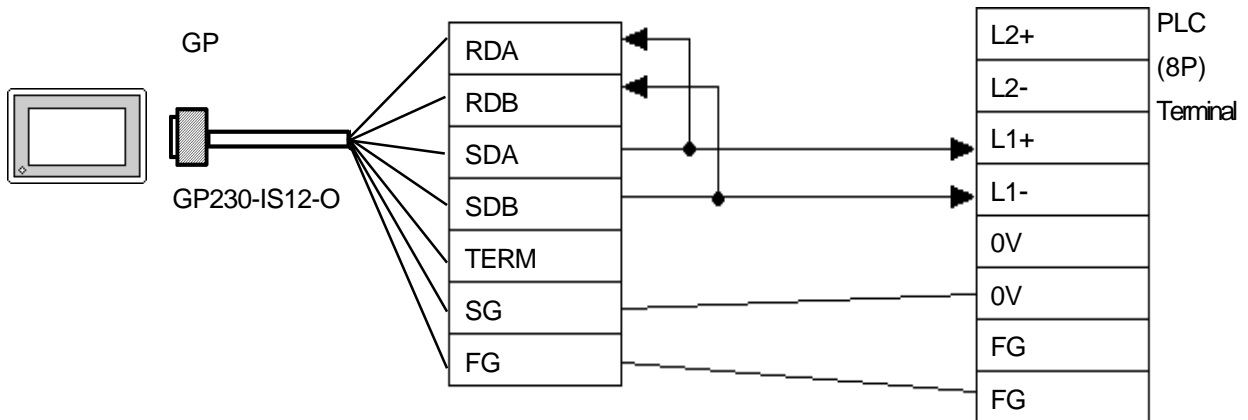 GP
GP230-IS12-O
RDA
RDB
SDA
SDB
TERM
SG
FG
L2+
L2-
L1+
L1-
0V
0V
FG
FG
PLC
(8P)
Terminal